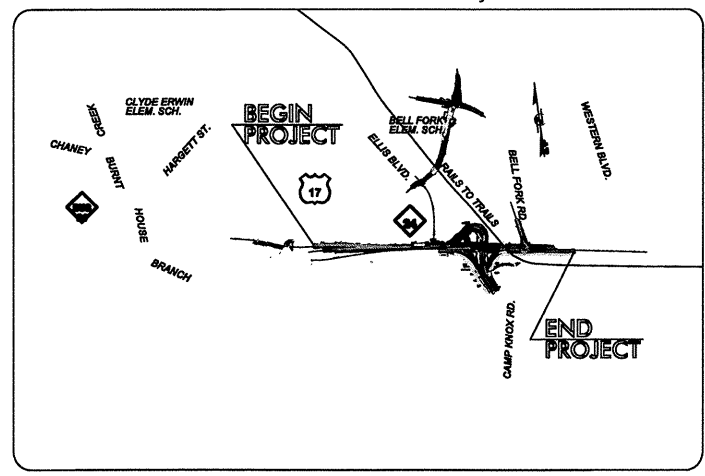 CLYDE ERWIN
ELEM. SCH.
CREEK
CHANEY
HARGETT ST.
BEGIN
PROJECT
BELL FORK
ELEM. SCH.
ELLIS BLVD.
WESTERN BLVD.
BURNT
HOUSE
BRANCH
17
24
RAILS TO TRAILS
BELL FORK RD.
CAMP KNOX RD.
END
PROJECT